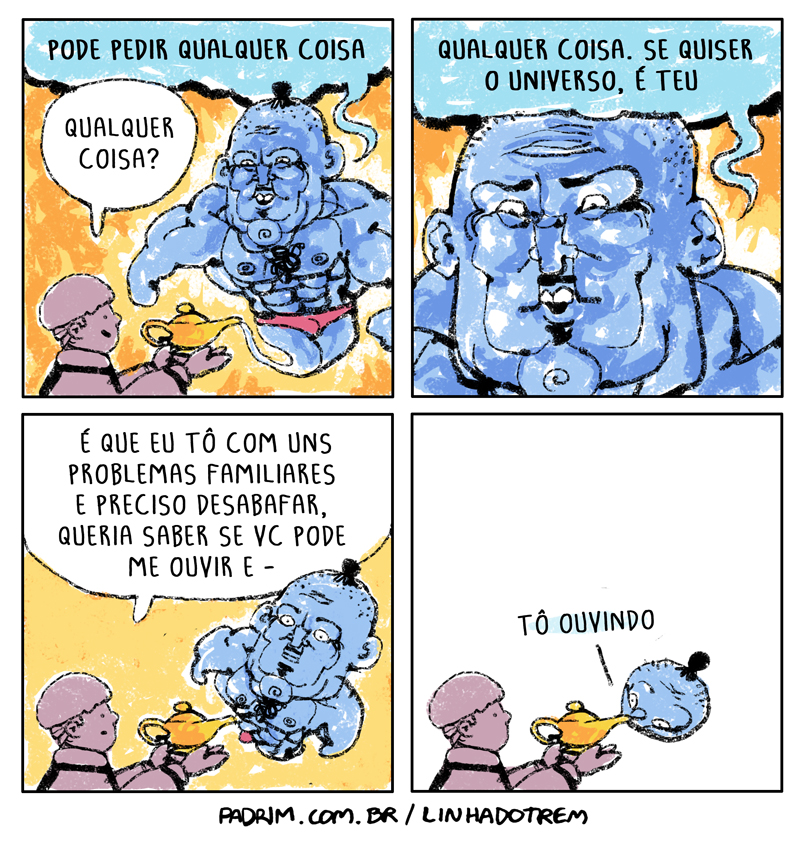 PODE PEDIR QUALQUER COISA
QUALQUER
COISA?
QUALQUER COISA. SE QUISER
O UNIVERSO, É TEU
É QUE EU TÔ COM UNS
PROBLEMAS FAMILIARES
E PRECISO DESABAFAR,
QUERIA SABER SE VC PODE
ME OUVIR E -
TÔ OUVINDO
PADRIM.COM.BR / LINHADOTREM